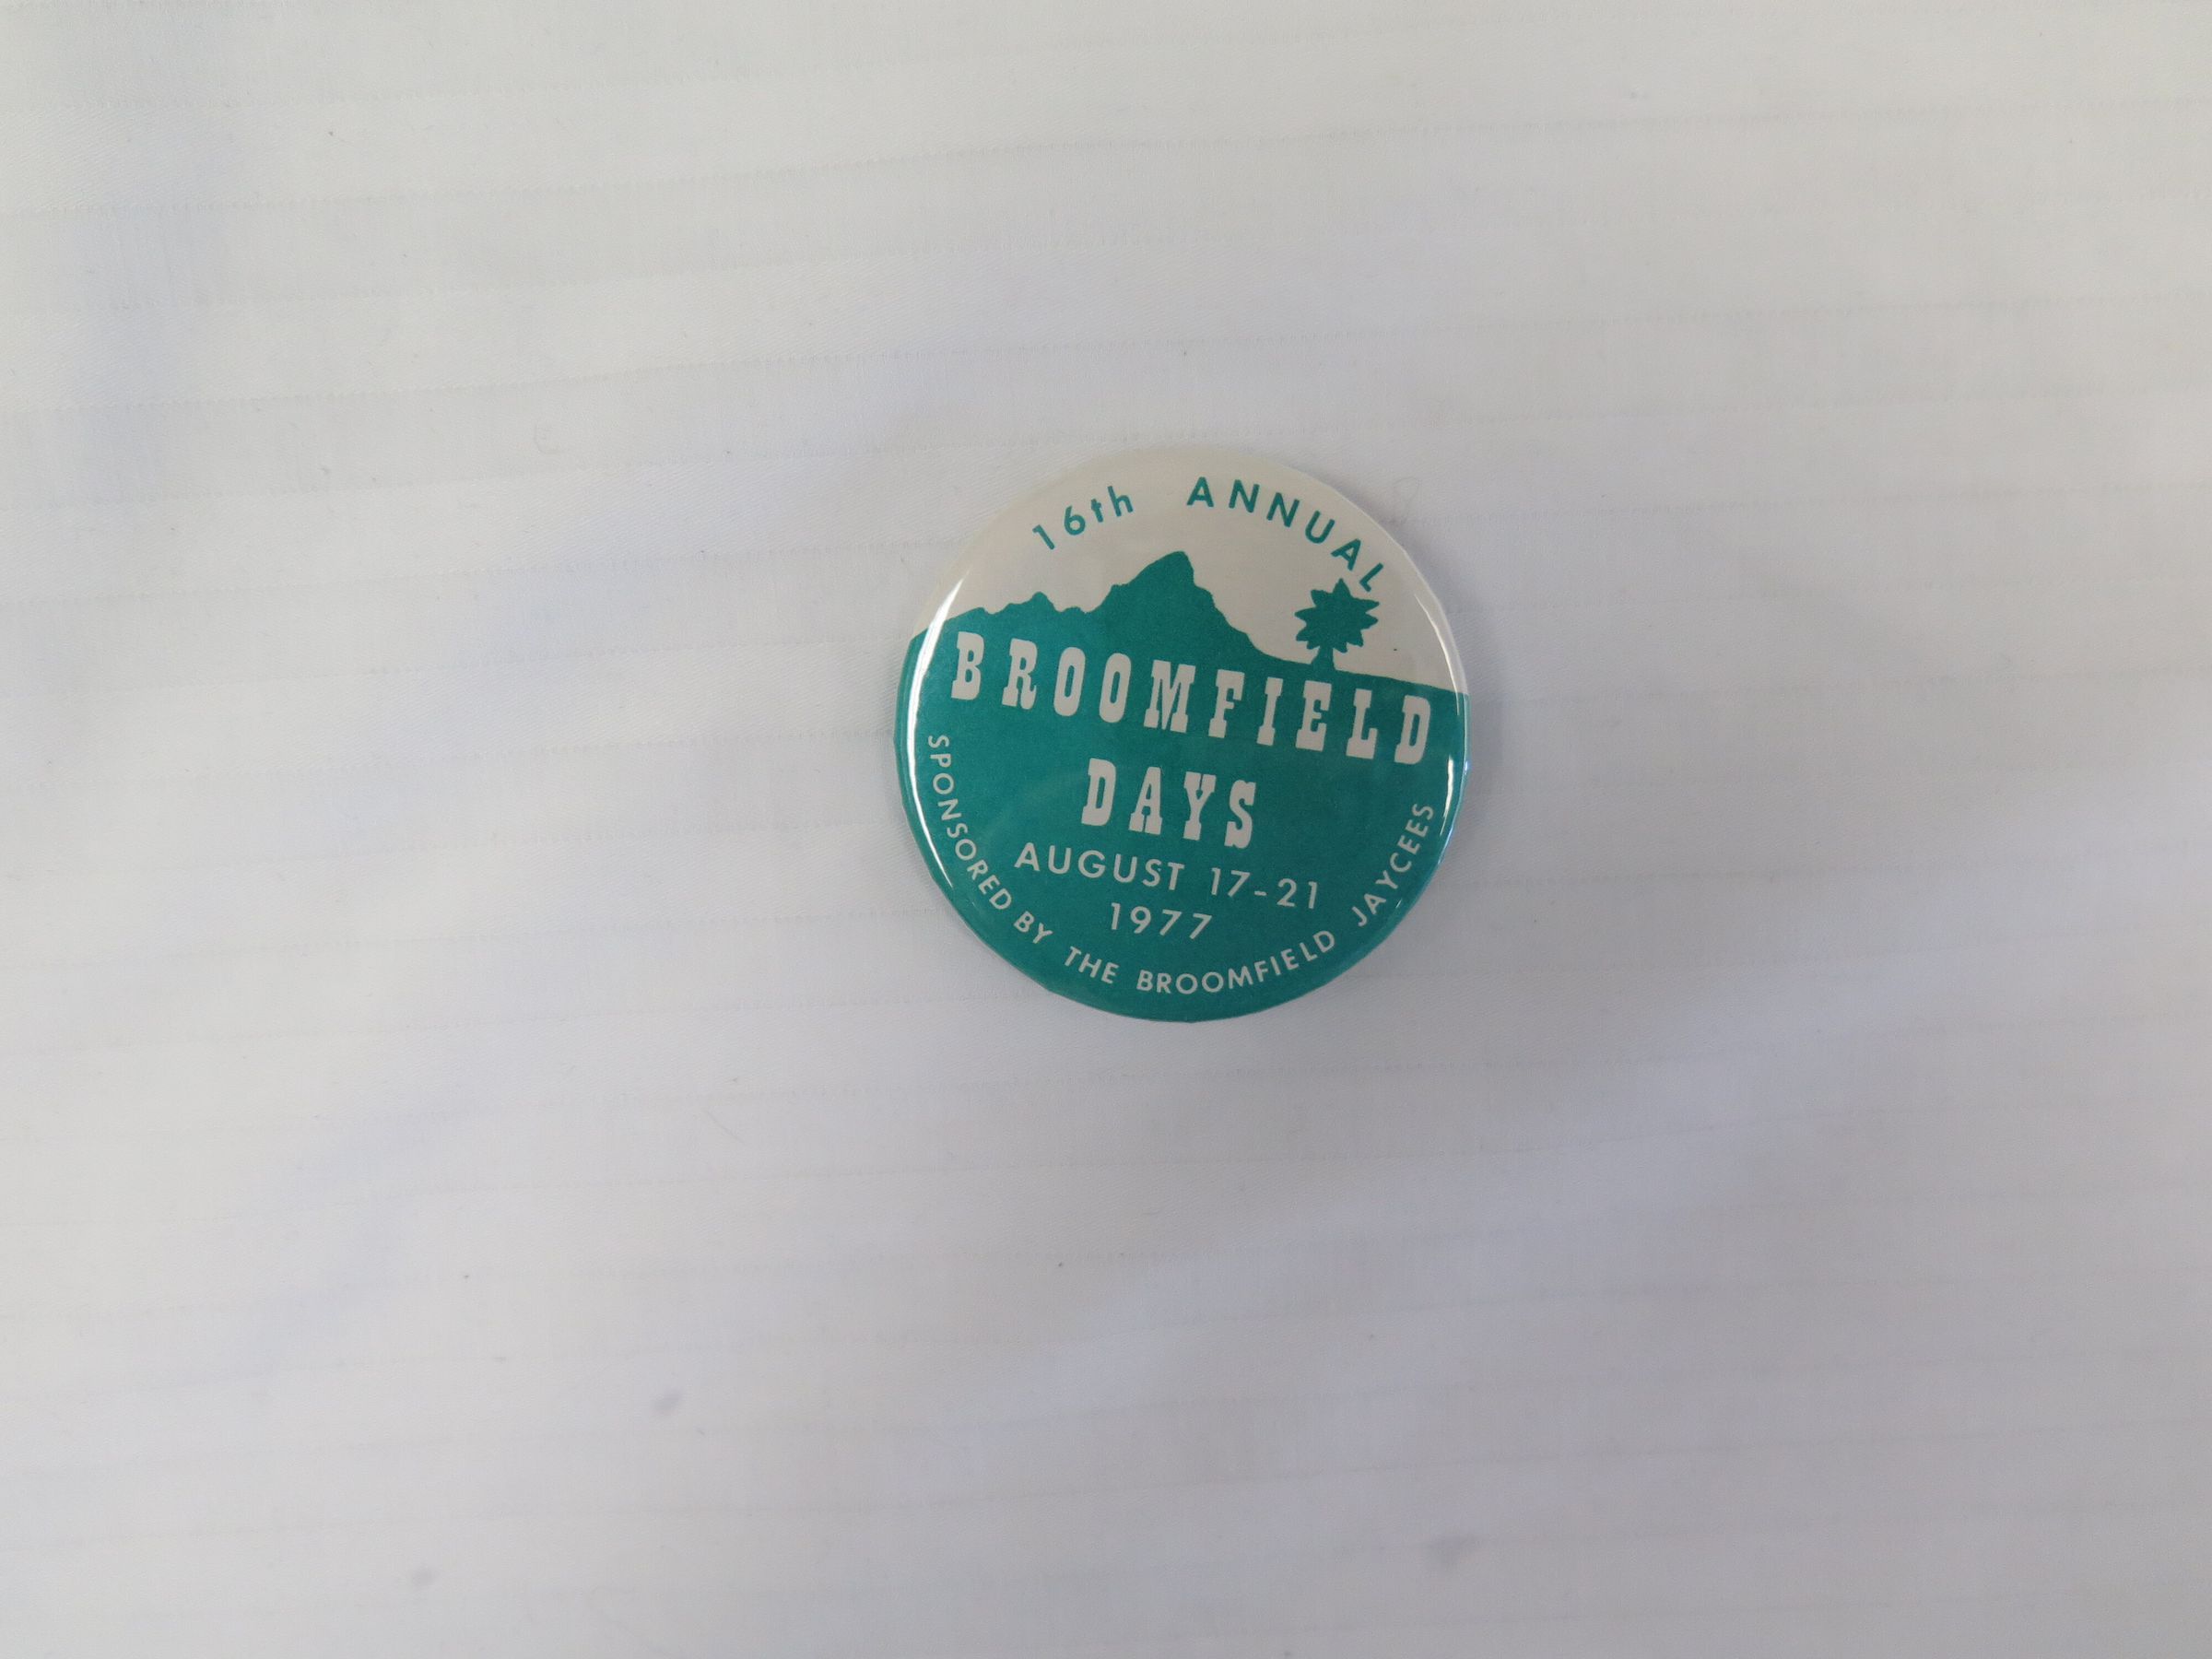 16th ANNUAL
BROOMFIELD
DAYS
AUGUST 17-21
1977
SPONSORED BY THE BROOMFIELD JAYCEES